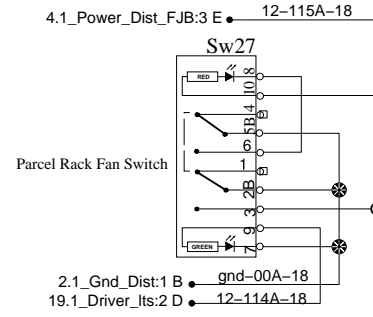 4.1_Power_Dist_FJB:3 E
12-115A-18
Sw27
RED
8
10
4
5B
6
Parcel Rack Fan Switch
1
2B
3
9
GREEN
7
2.1_Gnd_Dist:1 B
gnd-00A-18
19.1_Driver_Its:2 D
12-114A-18